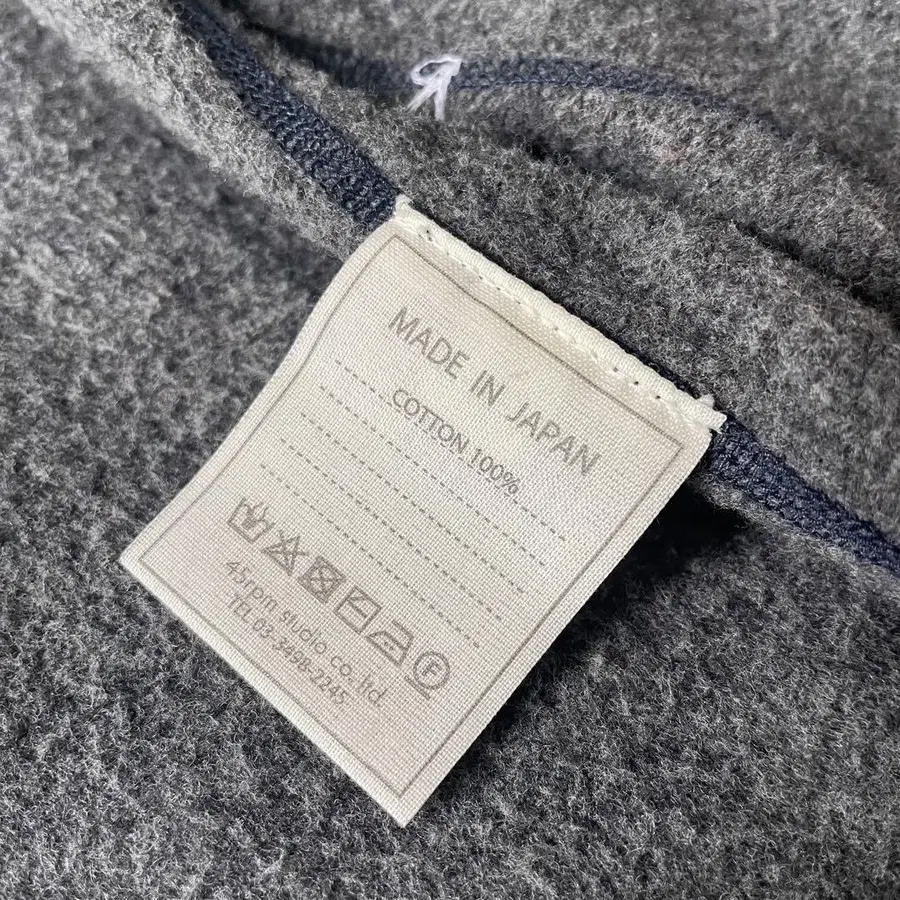 MADE IN JAPAN
COTTON 100%
45rpm studio co. ltd.
TEL 03-3498-2245